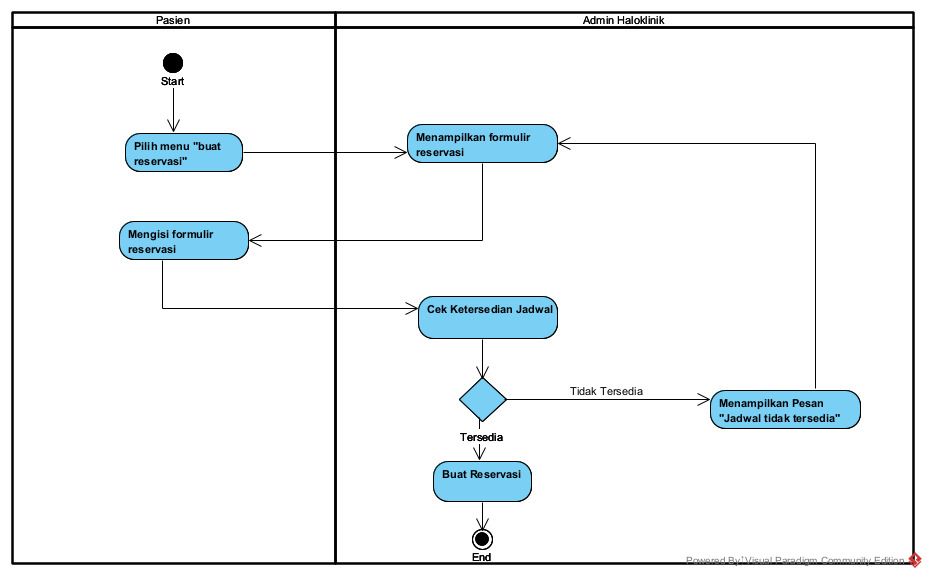 Pasien
Admin Haloklinik
Start
Pilih menu "buat
reservasi"
Menampilkan formulir
reservasi
Mengisi formulir
reservasi
Cek Ketersedian Jadwal
Tidak Tersedia
Menampilkan Pesan
"Jadwal tidak tersedia"
Tersedia
Buat Reservasi
End
Powered By Visual Paradigm Community Edition